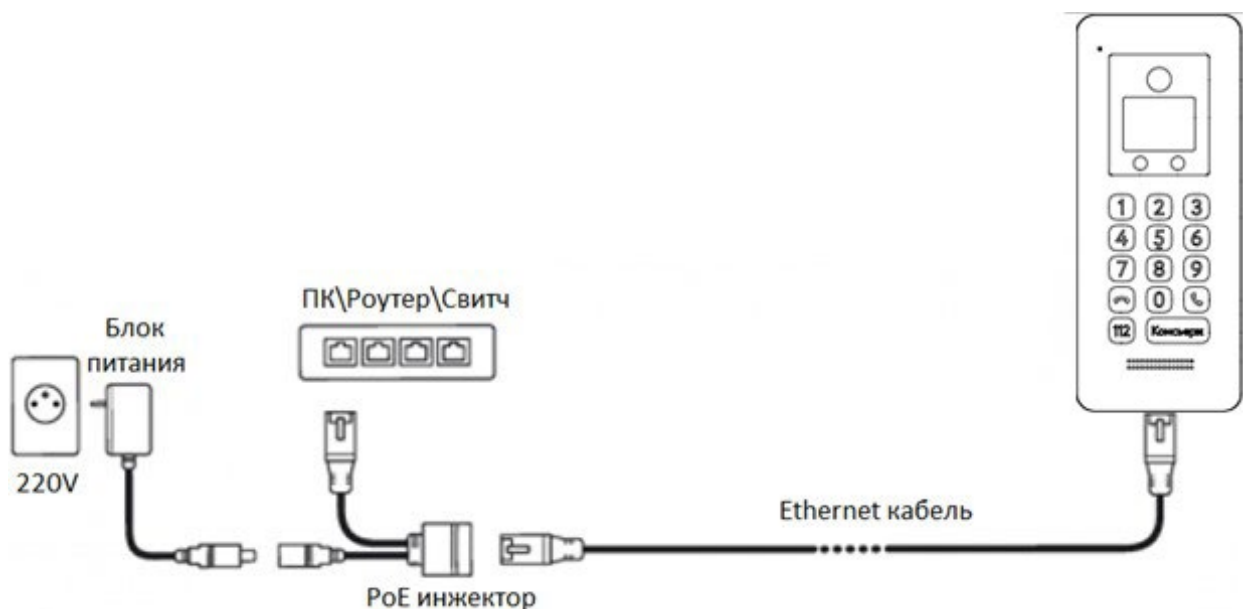 1 2 3
4 5 6
7 8 9
0
112 Консьерж
ПК\Роутер\Свитч
Блок
питания
220V
Ethernet кабель
PoE инжектор